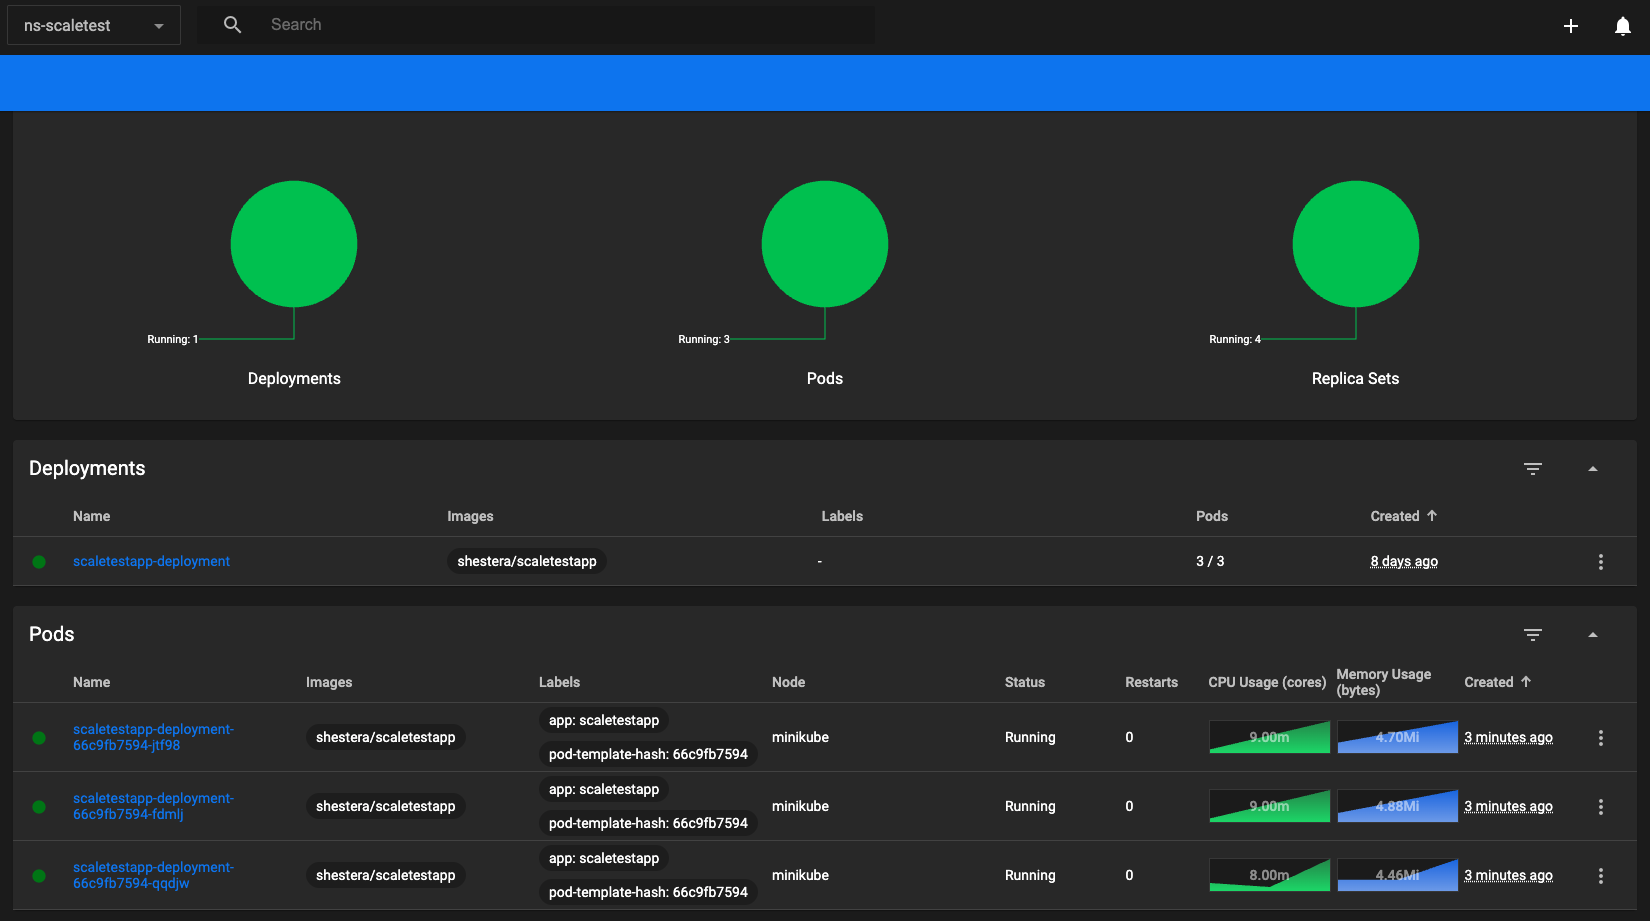 ns-scaletest
Search
Running: 1
Running: 3
Running: 4
Deployments
Pods
Replica Sets
Deployments
Name Images Labels Pods Created
scaletestapp-deployment shestera/scaletestapp - 3 / 3 8 days ago
Pods
Name Images Labels Node Status Restarts CPU Usage (cores) Memory Usage
(bytes) Created
scaletestapp-deployment-
66c9fb7594-jtf98
shestera/scaletestapp
app: scaletestapp
pod-template-hash: 66c9fb7594
minikube Running 0 9.00m 4.70Mi 3 minutes ago
scaletestapp-deployment-
66c9fb7594-fdmlj
shestera/scaletestapp
app: scaletestapp
pod-template-hash: 66c9fb7594
minikube Running 0 9.00m 4.88Mi 3 minutes ago
scaletestapp-deployment-
66c9fb7594-qqdjw
shestera/scaletestapp
app: scaletestapp
pod-template-hash: 66c9fb7594
minikube Running 0 8.00m 4.46Mi 3 minutes ago